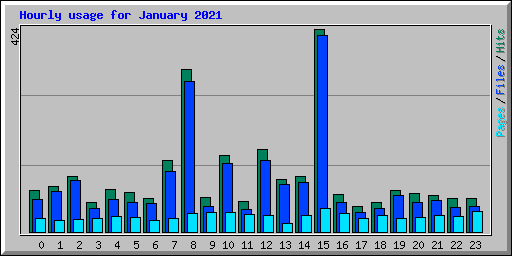 Hourly usage for January 2021
424
Pages/Files/Hits
0 1 2 3 4 5 6 7 8 9 10 11 12 13 14 15 16 17 18 19 20 21 22 23